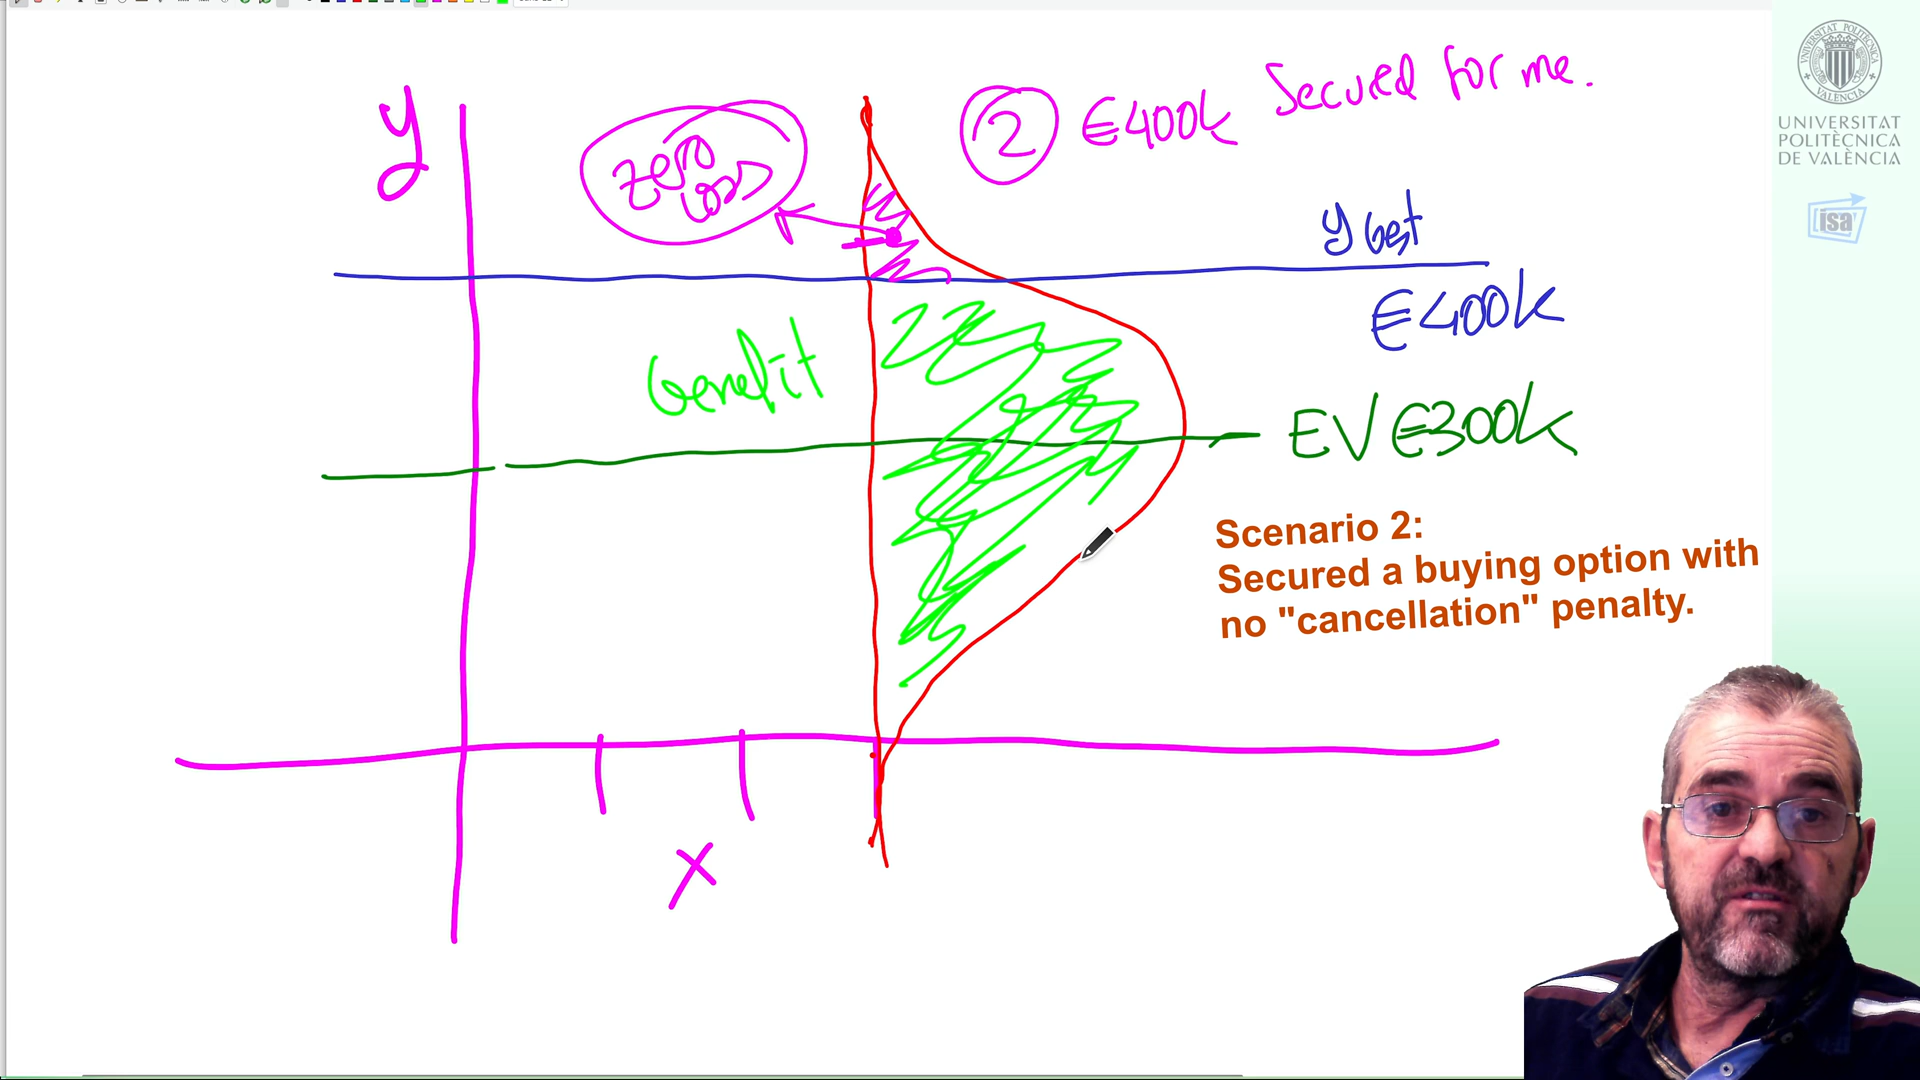 y
zero
loss
2 €400k Secured for me.
y best
€400k
benefit
EV €300k
Scenario 2:
Secured a buying option with
no "cancellation" penalty.
x
UNIVERSITAT
POLITÈCNICA
DE VALÈNCIA
isa